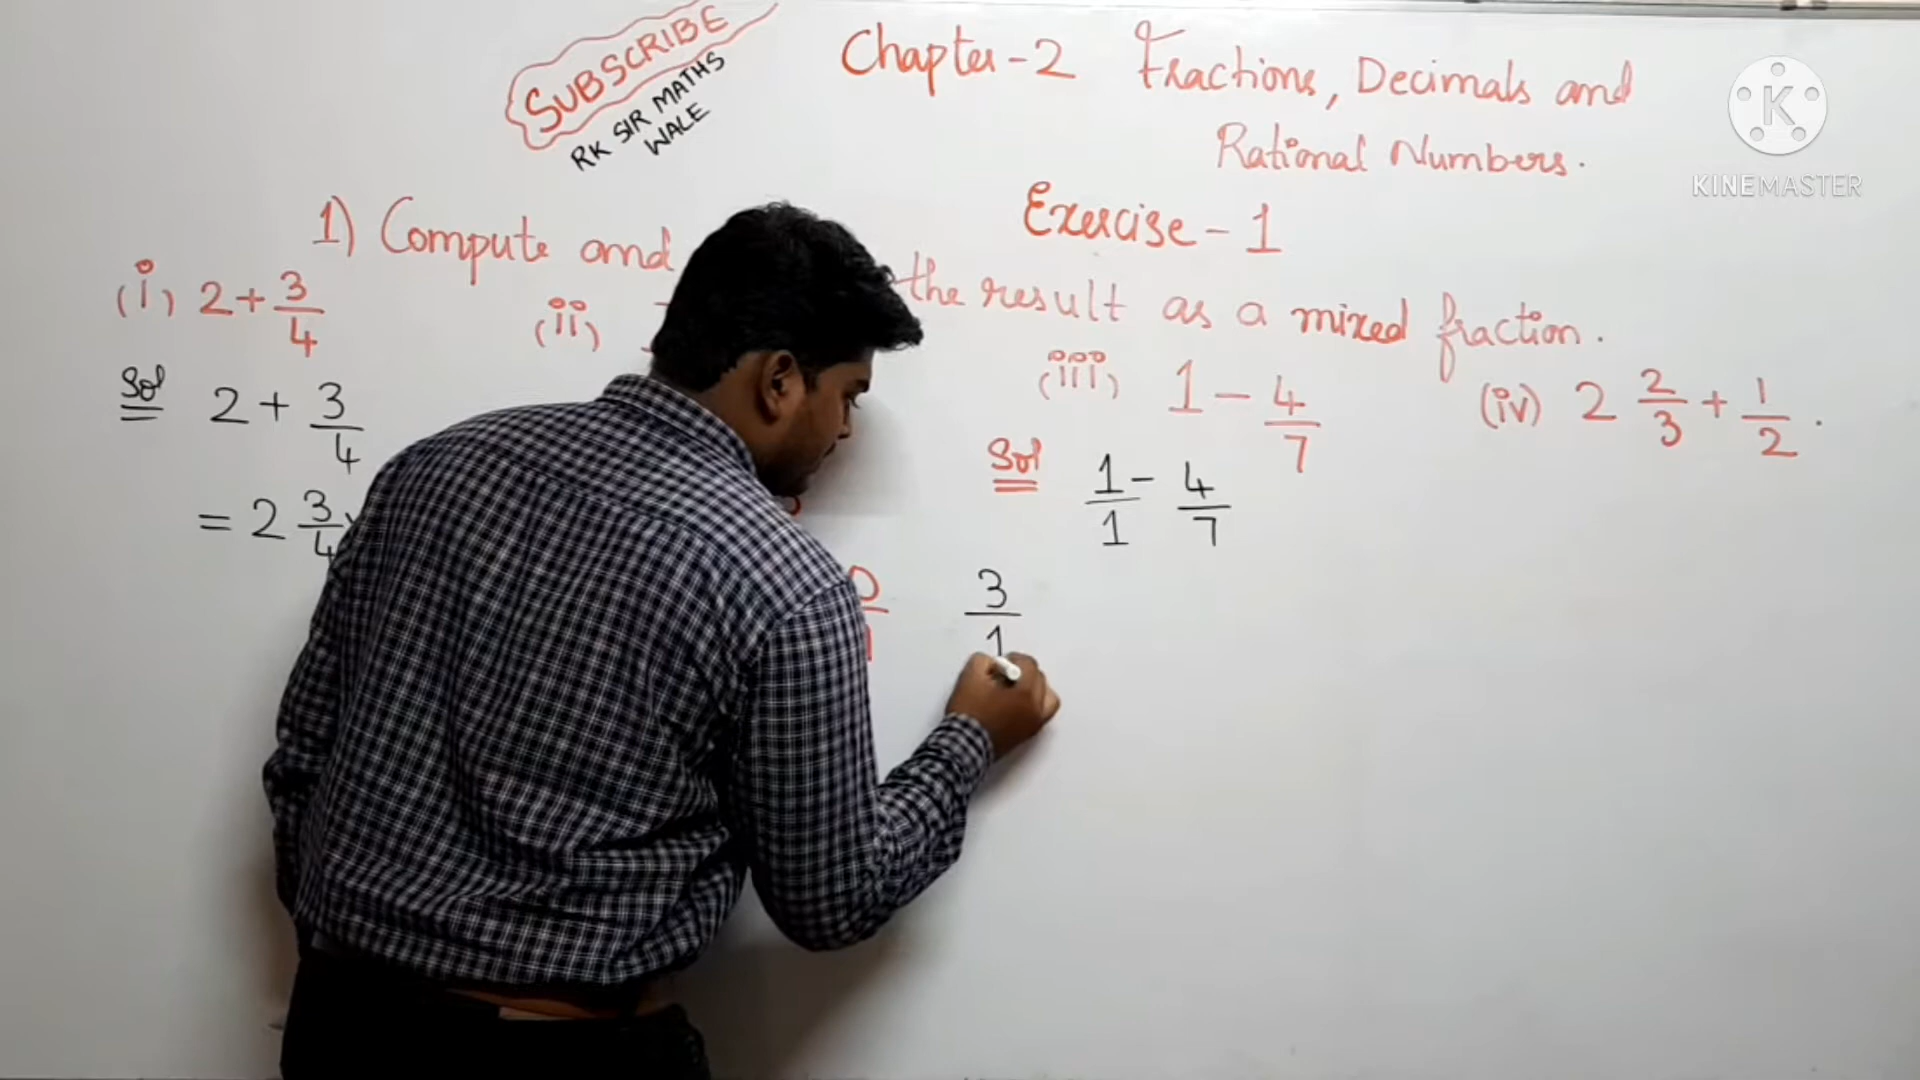 SUBSCRIBE
RK SIR MATHS
WALE
Chapter-2 Fractions, Decimals and
Rational Numbers.
KINEMASTER
Exercise-1
1) Compute and the result as a mixed fraction.
(i) 2+3/4
(ii)
(iii) 1-4/7
(iv) 2 2/3+1/2.
Sol 2+3/4
=2 3/4
Sol 1/1-4/7
3/1